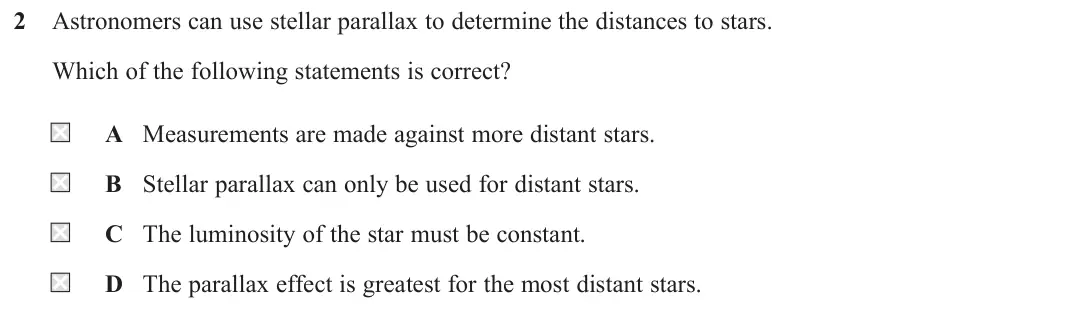 2 Astronomers can use stellar parallax to determine the distances to stars.
Which of the following statements is correct?
A Measurements are made against more distant stars.
B Stellar parallax can only be used for distant stars.
C The luminosity of the star must be constant.
D The parallax effect is greatest for the most distant stars.